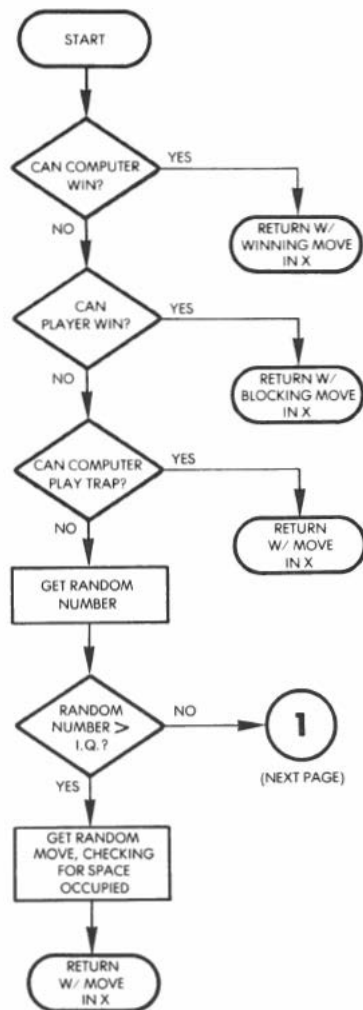 START
CAN COMPUTER
WIN?
YES
NO
RETURN W/
WINNING MOVE
IN X
CAN
PLAYER WIN?
YES
NO
RETURN W/
BLOCKING MOVE
IN X
CAN COMPUTER
PLAY TRAP?
YES
NO
RETURN
W/ MOVE
IN X
GET RANDOM
NUMBER
RANDOM
NUMBER >
I.Q.?
NO
1
(NEXT PAGE)
YES
GET RANDOM
MOVE, CHECKING
FOR SPACE
OCCUPIED
RETURN
W/ MOVE
IN X